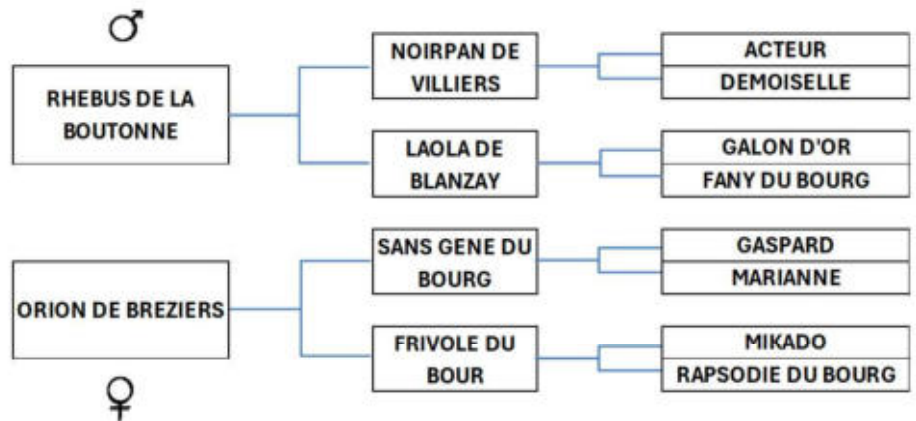 ♂
RHEBUS DE LA
BOUTONNE
NOIRPAN DE
VILLIERS
ACTEUR
DEMOISELLE
LAOLA DE
BLANZAY
GALON D'OR
FANY DU BOURG
ORION DE BREZIERS
♀
SANS GENE DU
BOURG
GASPARD
MARIANNE
FRIVOLE DU
BOUR
MIKADO
RAPSODIE DU BOURG